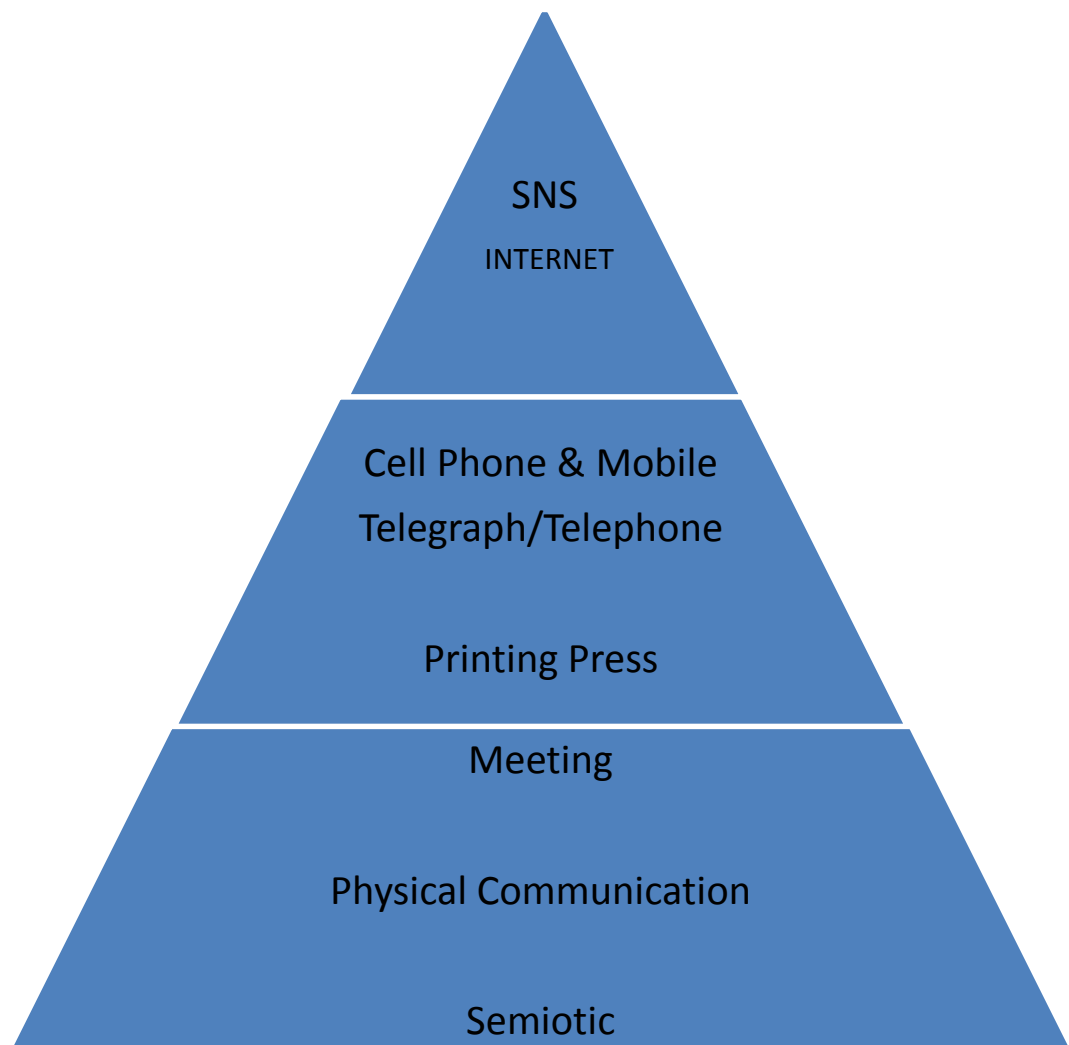 SNS
INTERNET
Cell Phone & Mobile
Telegraph/Telephone
Printing Press
Meeting
Physical Communication
Semiotic